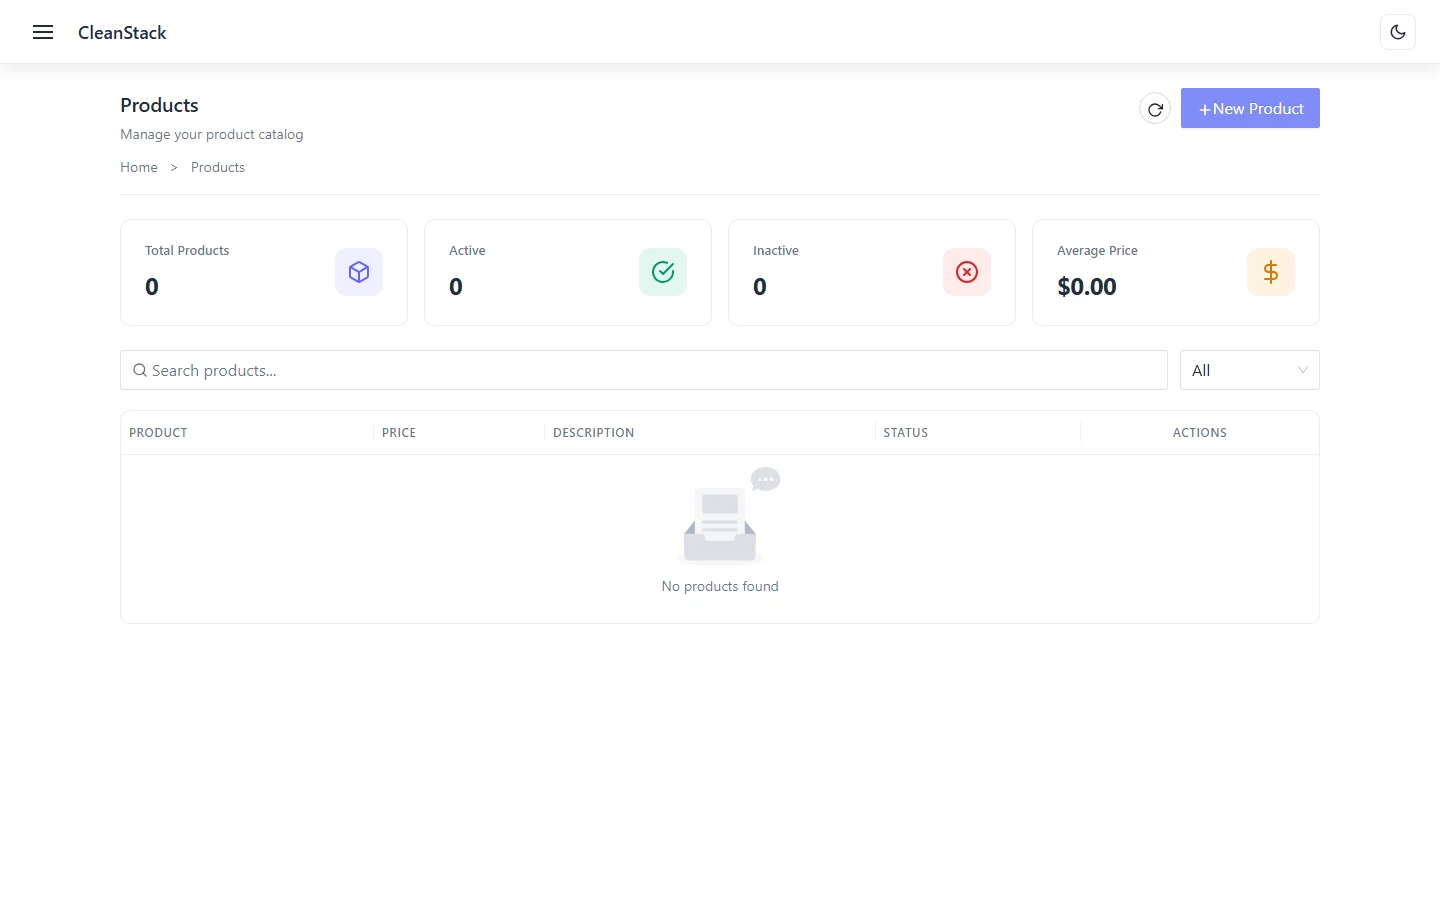 CleanStack
Products
Manage your product catalog
+New Product
Home > Products
Total Products
0
Active
0
Inactive
0
Average Price
$0.00
Search products...
All
PRODUCT PRICE DESCRIPTION STATUS ACTIONS
No products found